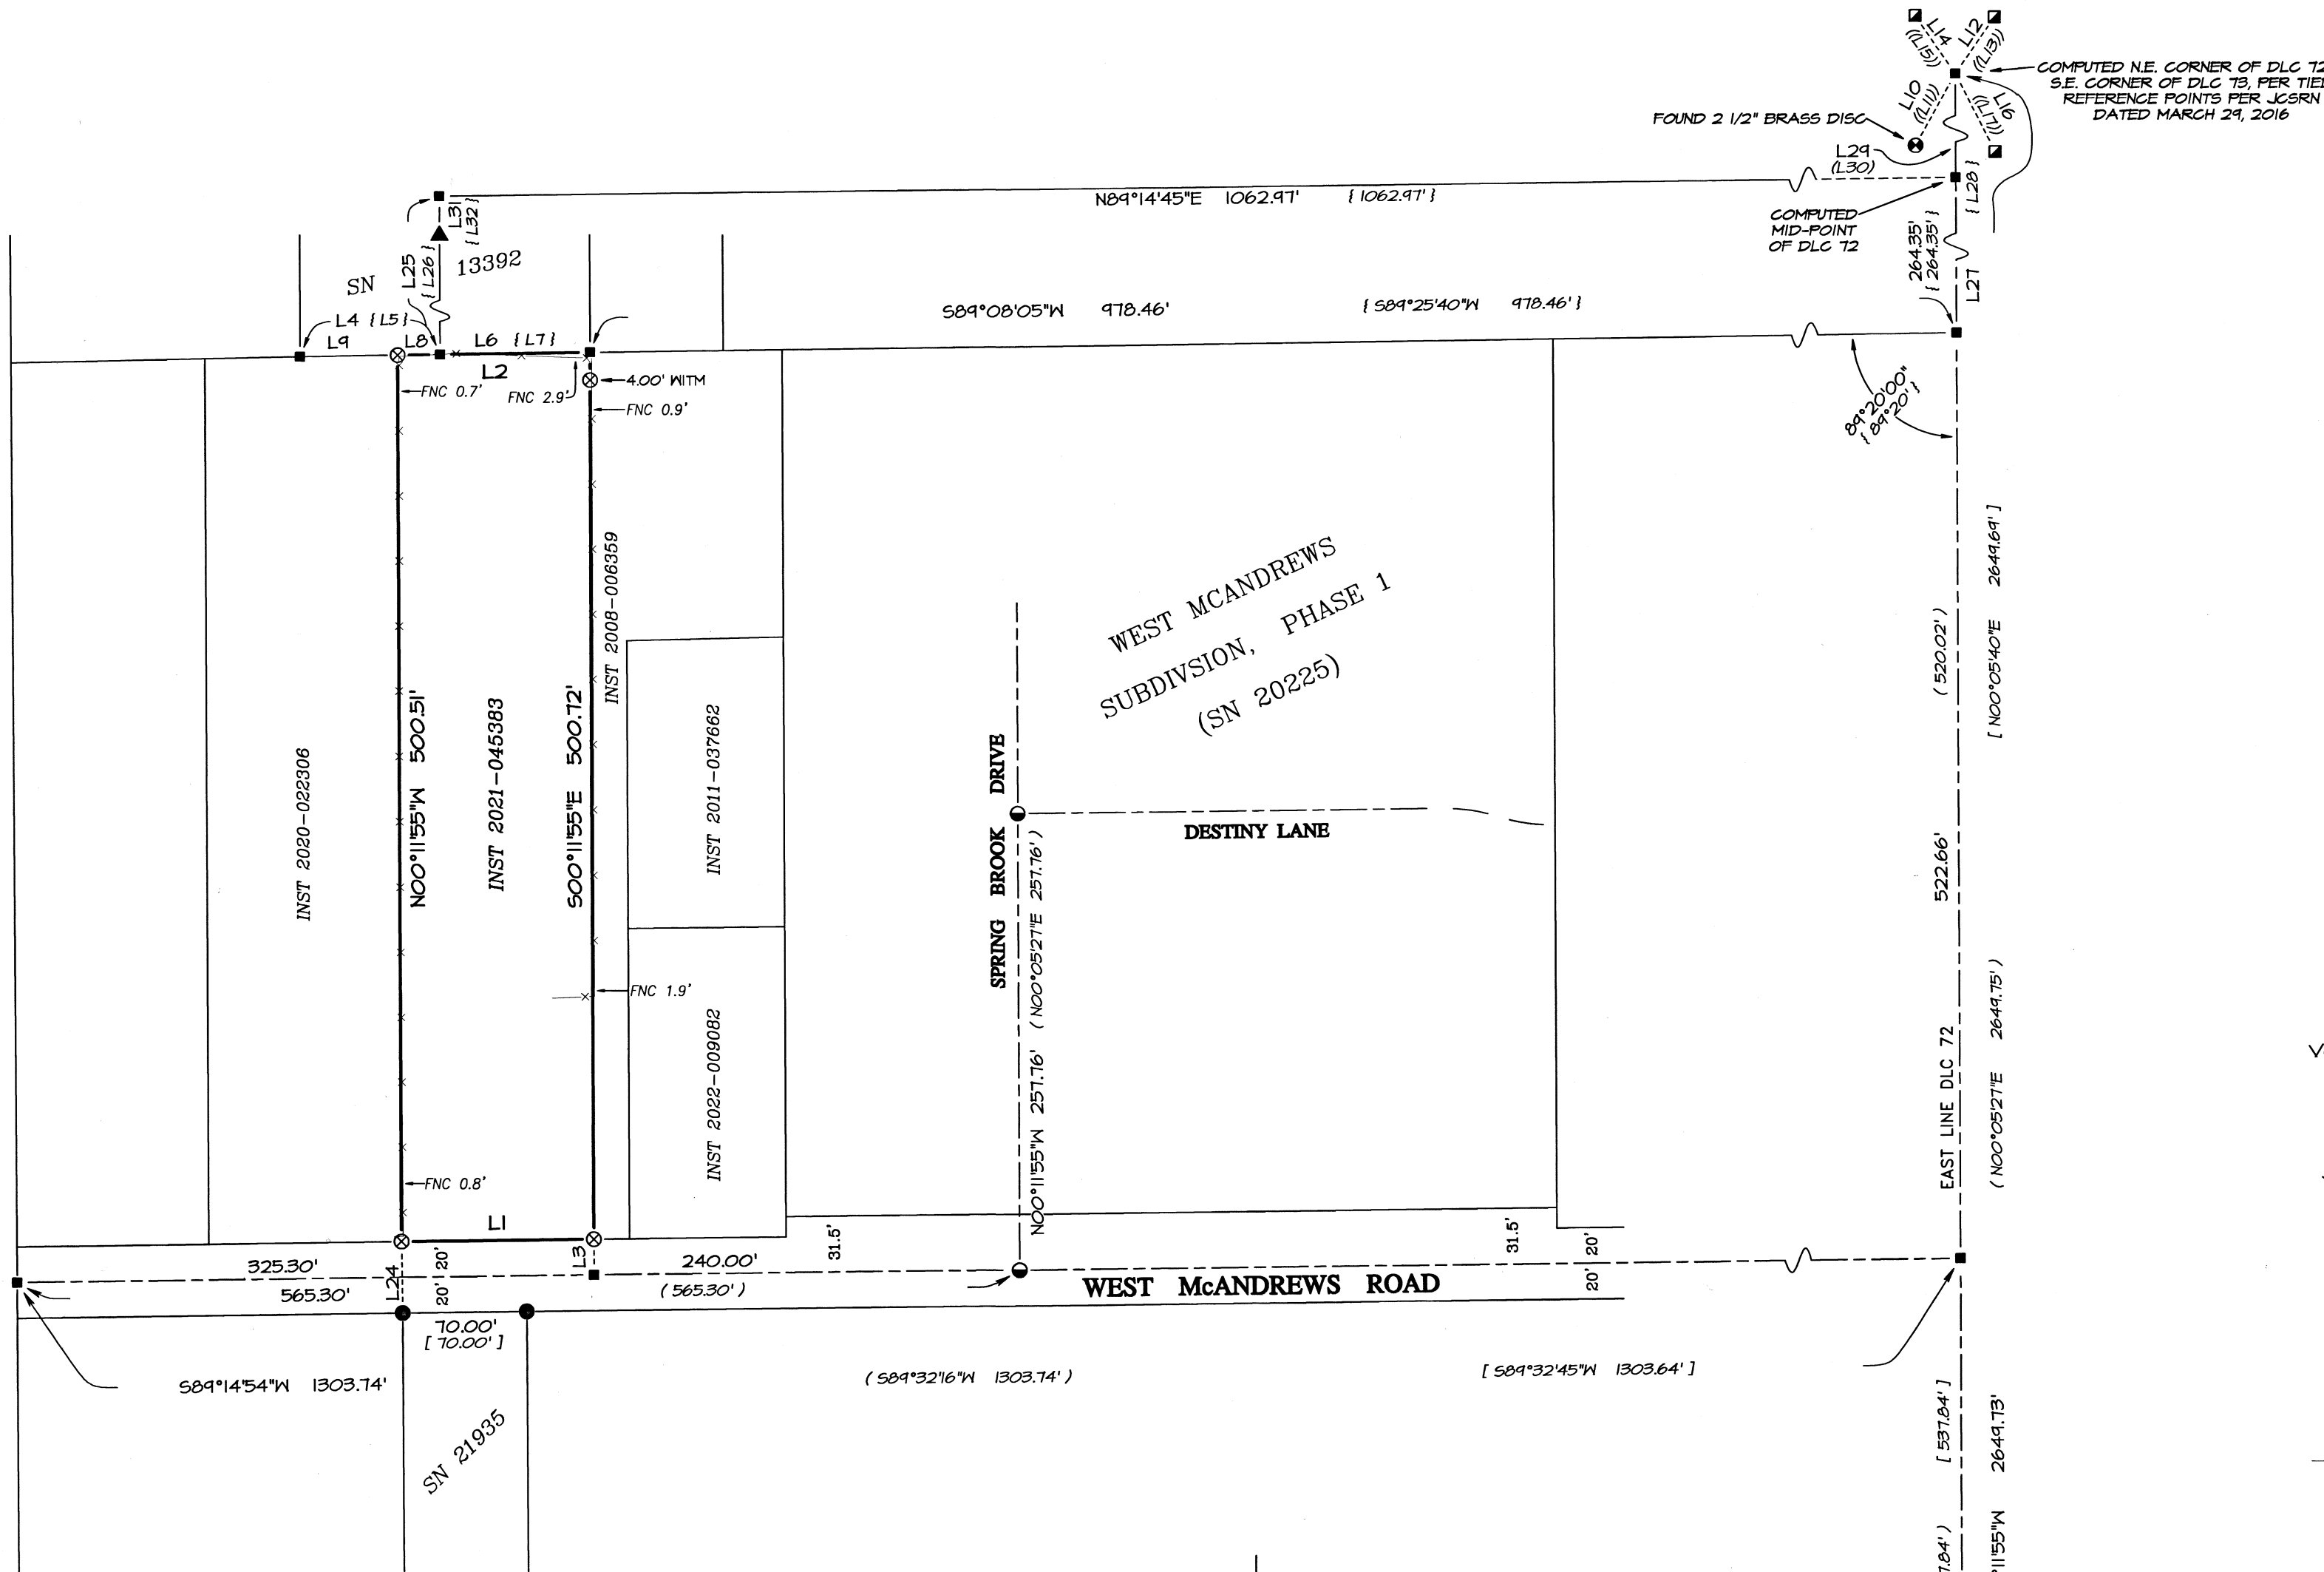 L14
((L15))
L12
((L13))
COMPUTED N.E. CORNER OF DLC 72
S.E. CORNER OF DLC 73, PER TIE
REFERENCE POINTS PER JCSRN
DATED MARCH 29, 2016
L10
((L11))
L16
((L17))
FOUND 2 1/2" BRASS DISC
L29
(L30)
{ L28 }
N89°14'45"E 1062.97' { 1062.97' }
COMPUTED
MID-POINT
OF DLC 72
L31
{ L32 }
L25
{ L26 }
SN 13392
264.35'
{ 264.35' }
L27
S89°08'05"W 978.46' { S89°25'40"W 978.46' }
L4 { L5 }
L9
L8
L6 { L7 }
L2
4.00' WITM
FNC 0.7'
FNC 2.9'
FNC 0.9'
89°20'00"
{ 89°20' }
INST 2008-006359
WEST MCANDREWS
SUBDIVSION, PHASE 1
(SN 20225)
[ N00°05'40"E 2649.69' ]
( 520.02' )
N00°11'55"W 500.51'
INST 2021-045383
S00°11'55"E 500.72'
INST 2011-037662
INST 2020-022306
SPRING BROOK DRIVE
DESTINY LANE
N00°11'55"W 257.76' ( N00°05'27"E 257.76' )
522.66'
FNC 1.9'
INST 2022-009082
EAST LINE DLC 72
( N00°05'27"E 2649.75' )
FNC 0.8'
L1
L3
L24
20'
20'
31.5'
31.5'
20'
20'
325.30'
240.00'
565.30'
( 565.30' )
WEST McANDREWS ROAD
70.00'
[ 70.00' ]
S89°14'54"W 1303.74'
( S89°32'16"W 1303.74' )
[ S89°32'45"W 1303.64' ]
SN 21935
[ 537.84' ]
2649.73'
7.84' )
°11'55"W